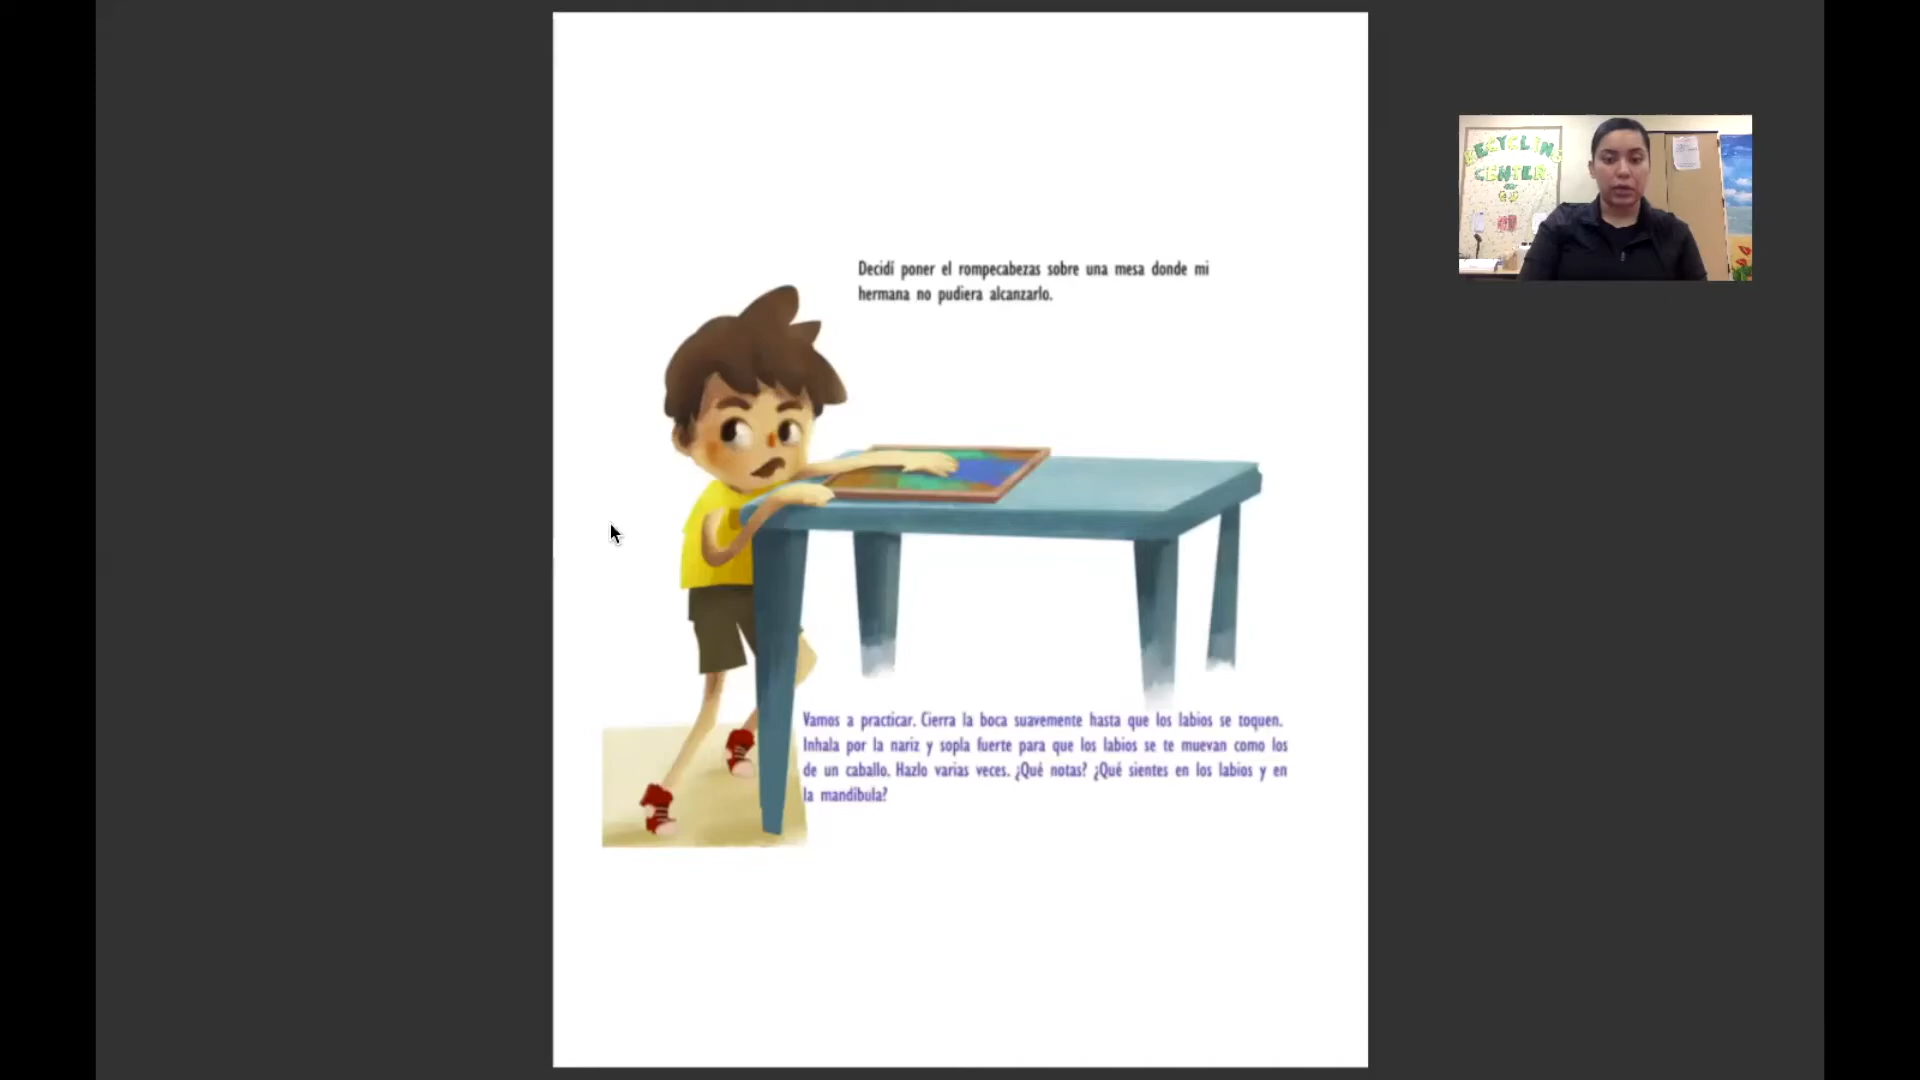 Decidí poner el rompecabezas sobre una mesa donde mi
hermana no pudiera alcanzarlo.
Vamos a practicar. Cierra la boca suavemente hasta que los labios se toquen.
Inhala por la nariz y sopla fuerte para que los labios se te muevan como los
de un caballo. Hazlo varias veces. ¿Qué notas? ¿Qué sientes en los labios y en
la mandíbula?
RECYCLING
CENTER